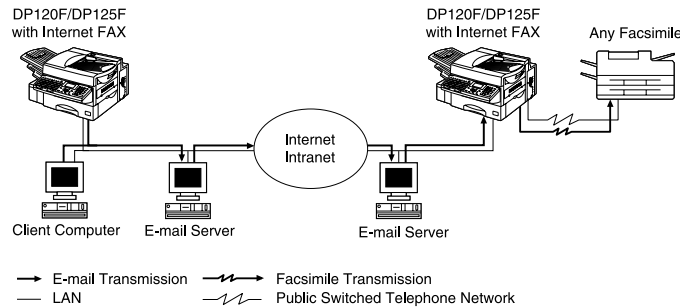 DP120F/DP125F
with Internet FAX
DP120F/DP125F
with Internet FAX
Any Facsimile
Internet
Intranet
Client Computer
E-mail Server
E-mail Server
E-mail Transmission
Facsimile Transmission
LAN
Public Switched Telephone Network